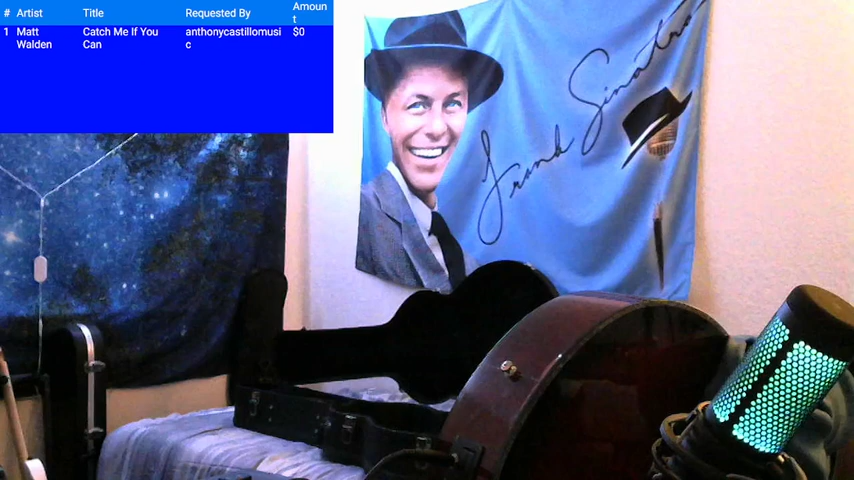 # Artist Title Requested By Amoun
t
1 Matt Catch Me If You anthonycastillomusi $0
Walden Can c
Frank Sinatra